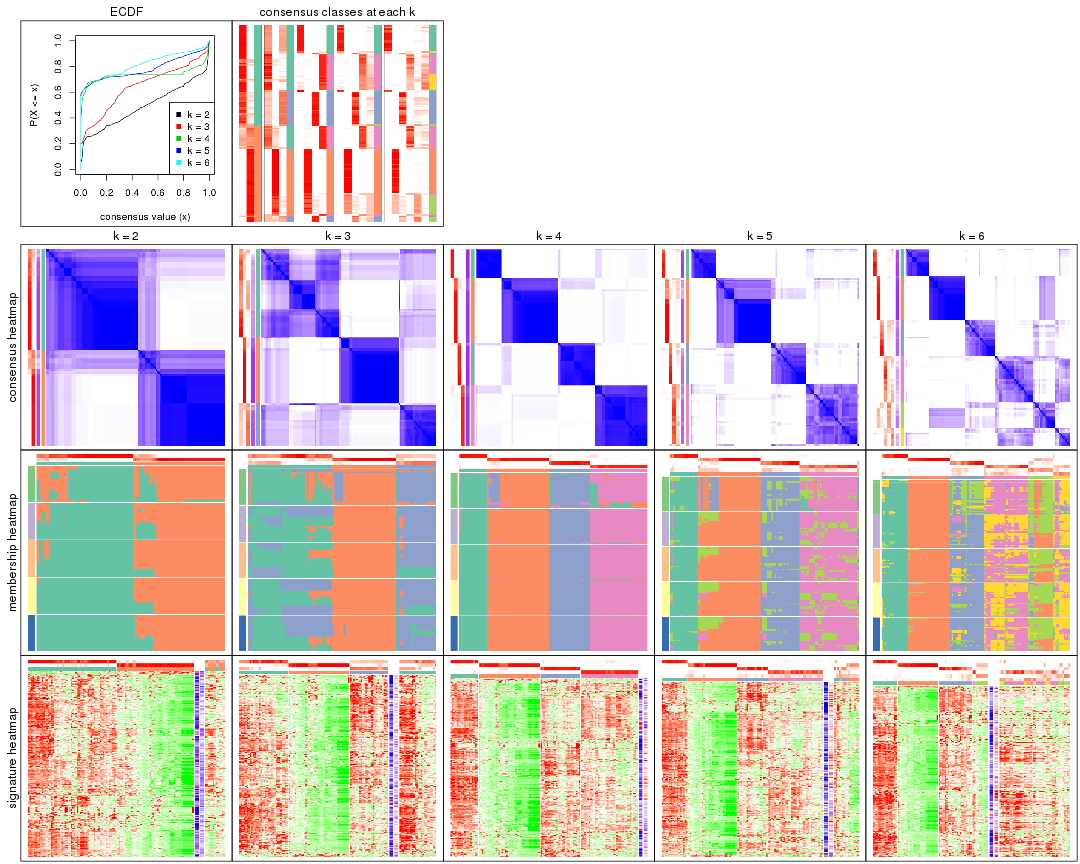 ECDF
consensus classes at each k
P(X <= x)
0.0 0.2 0.4 0.6 0.8 1.0
k = 2
k = 3
k = 4
k = 5
k = 6
0.0 0.2 0.4 0.6 0.8 1.0
consensus value (x)
k = 2
k = 3
k = 4
k = 5
k = 6
consensus heatmap
membership heatmap
signature heatmap